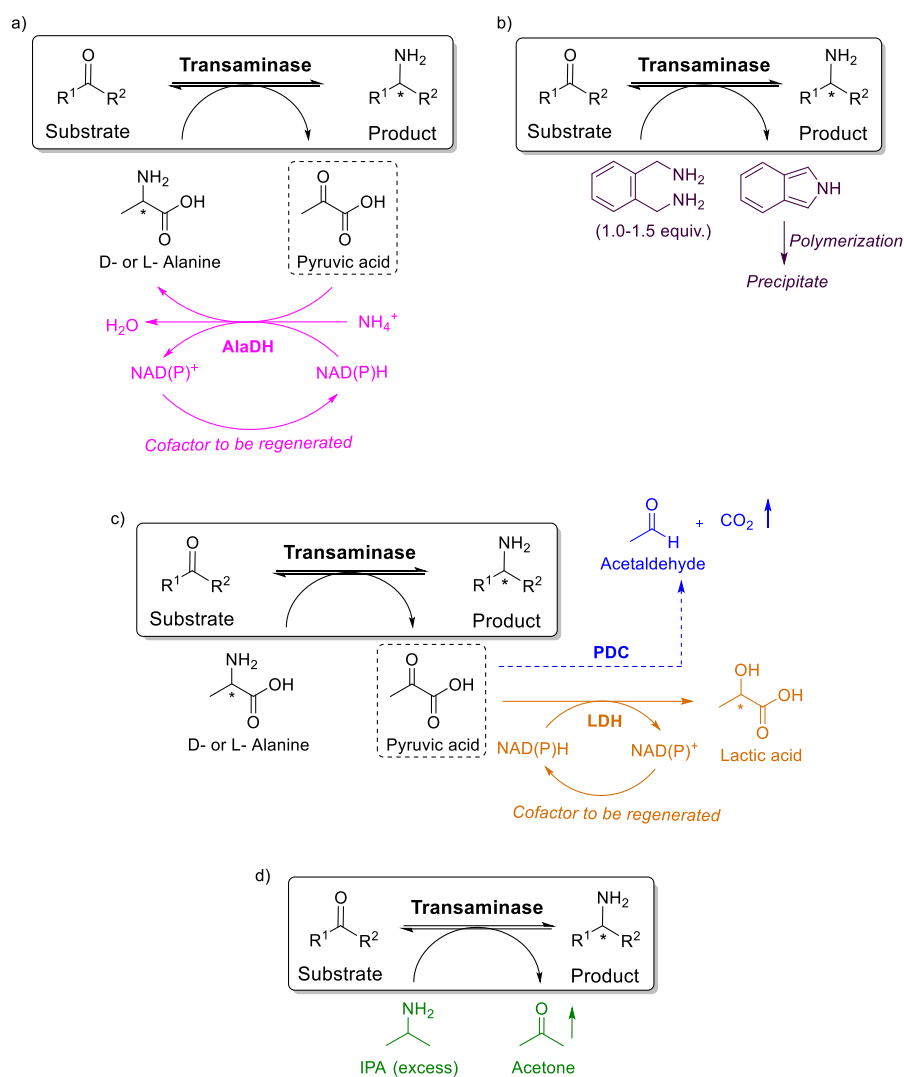 a)
O
R1 R2
Substrate
Transaminase
NH2
R1 * R2
Product
NH2
OH
*
O
D- or L- Alanine
O
OH
O
Pyruvic acid
H2O
NH4+
AlaDH
NAD(P)+
NAD(P)H
Cofactor to be regenerated
b)
O
R1 R2
Substrate
Transaminase
NH2
R1 * R2
Product
NH2
NH2
(1.0-1.5 equiv.)
NH
Polymerization
Precipitate
c)
O
R1 R2
Substrate
Transaminase
NH2
R1 * R2
Product
O
H
Acetaldehyde
+ CO2
NH2
OH
*
O
D- or L- Alanine
O
OH
O
Pyruvic acid
PDC
LDH
NAD(P)H
NAD(P)+
Cofactor to be regenerated
OH
OH
*
O
Lactic acid
d)
O
R1 R2
Substrate
Transaminase
NH2
R1 * R2
Product
NH2
IPA (excess)
O
Acetone